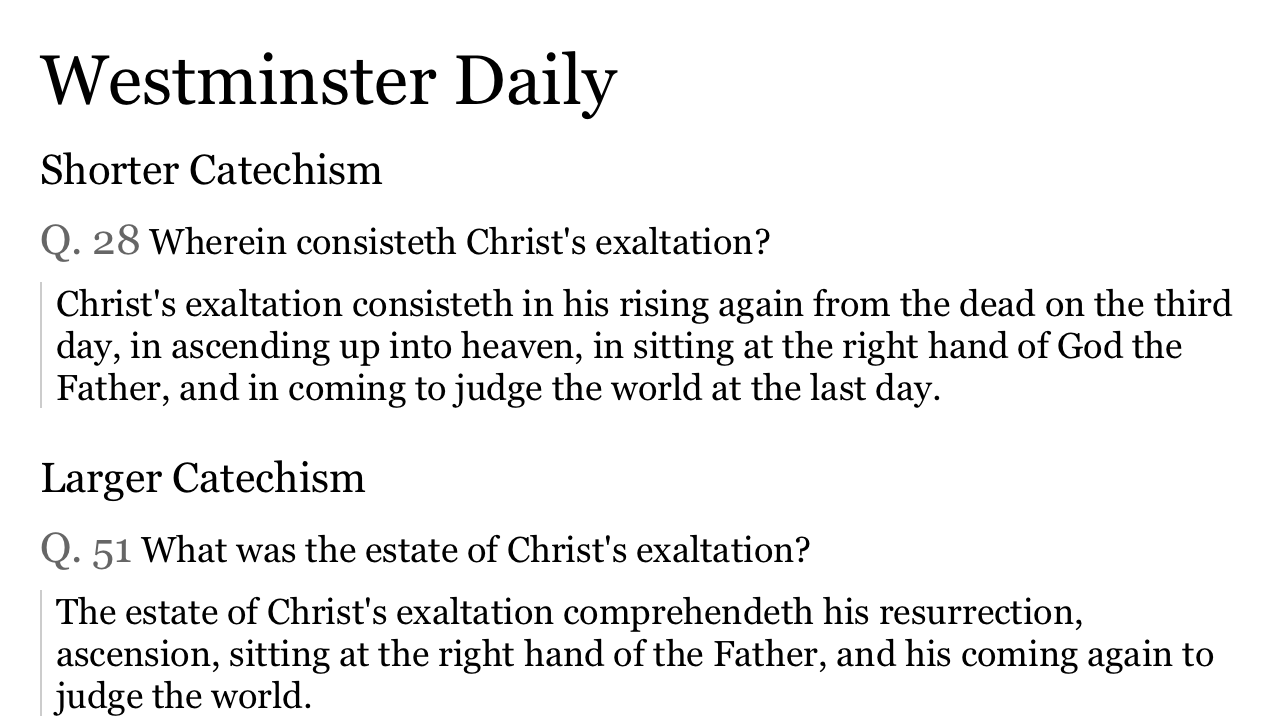 Westminster Daily
Shorter Catechism
Q. 28 Wherein consisteth Christ's exaltation?
Christ's exaltation consisteth in his rising again from the dead on the third
day, in ascending up into heaven, in sitting at the right hand of God the
Father, and in coming to judge the world at the last day.
Larger Catechism
Q. 51 What was the estate of Christ's exaltation?
The estate of Christ's exaltation comprehendeth his resurrection,
ascension, sitting at the right hand of the Father, and his coming again to
judge the world.